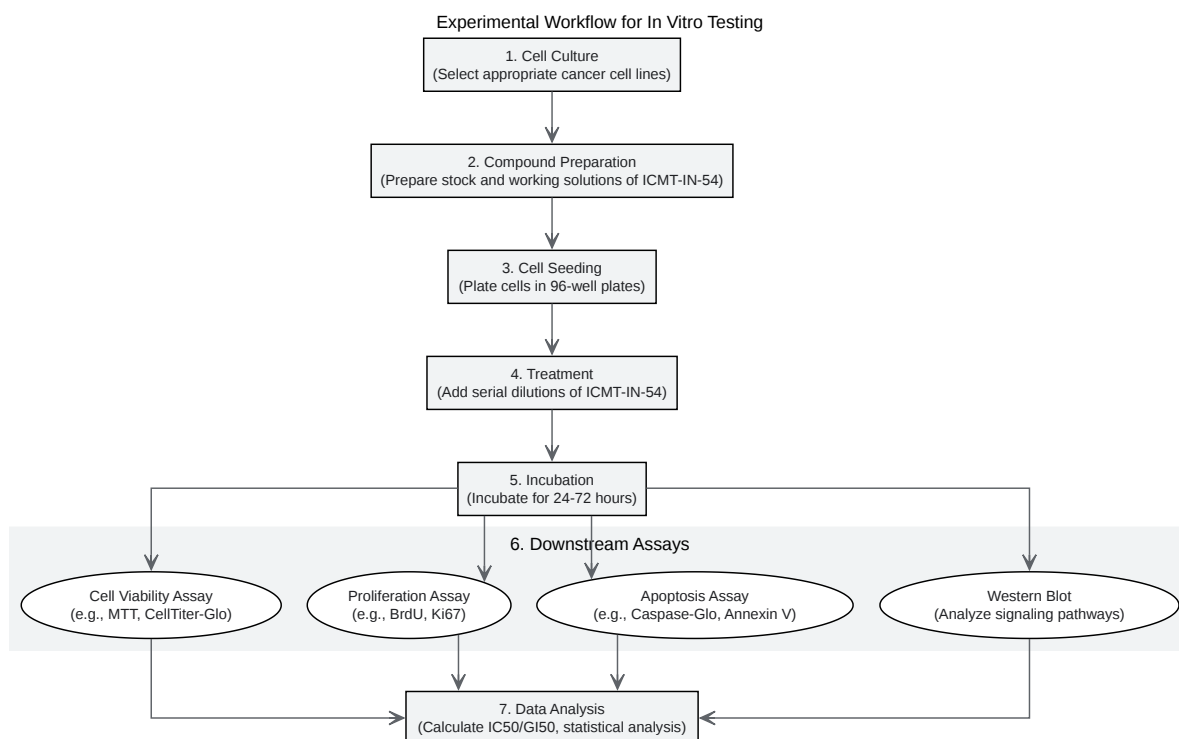 Experimental Workflow for In Vitro Testing
1. Cell Culture
(Select appropriate cancer cell lines)
2. Compound Preparation
(Prepare stock and working solutions of ICMT-IN-54)
3. Cell Seeding
(Plate cells in 96-well plates)
4. Treatment
(Add serial dilutions of ICMT-IN-54)
5. Incubation
(Incubate for 24-72 hours)
6. Downstream Assays
Cell Viability Assay
(e.g., MTT, CellTiter-Glo)
Proliferation Assay
(e.g., BrdU, Ki67)
Apoptosis Assay
(e.g., Caspase-Glo, Annexin V)
Western Blot
(Analyze signaling pathways)
7. Data Analysis
(Calculate IC50/GI50, statistical analysis)